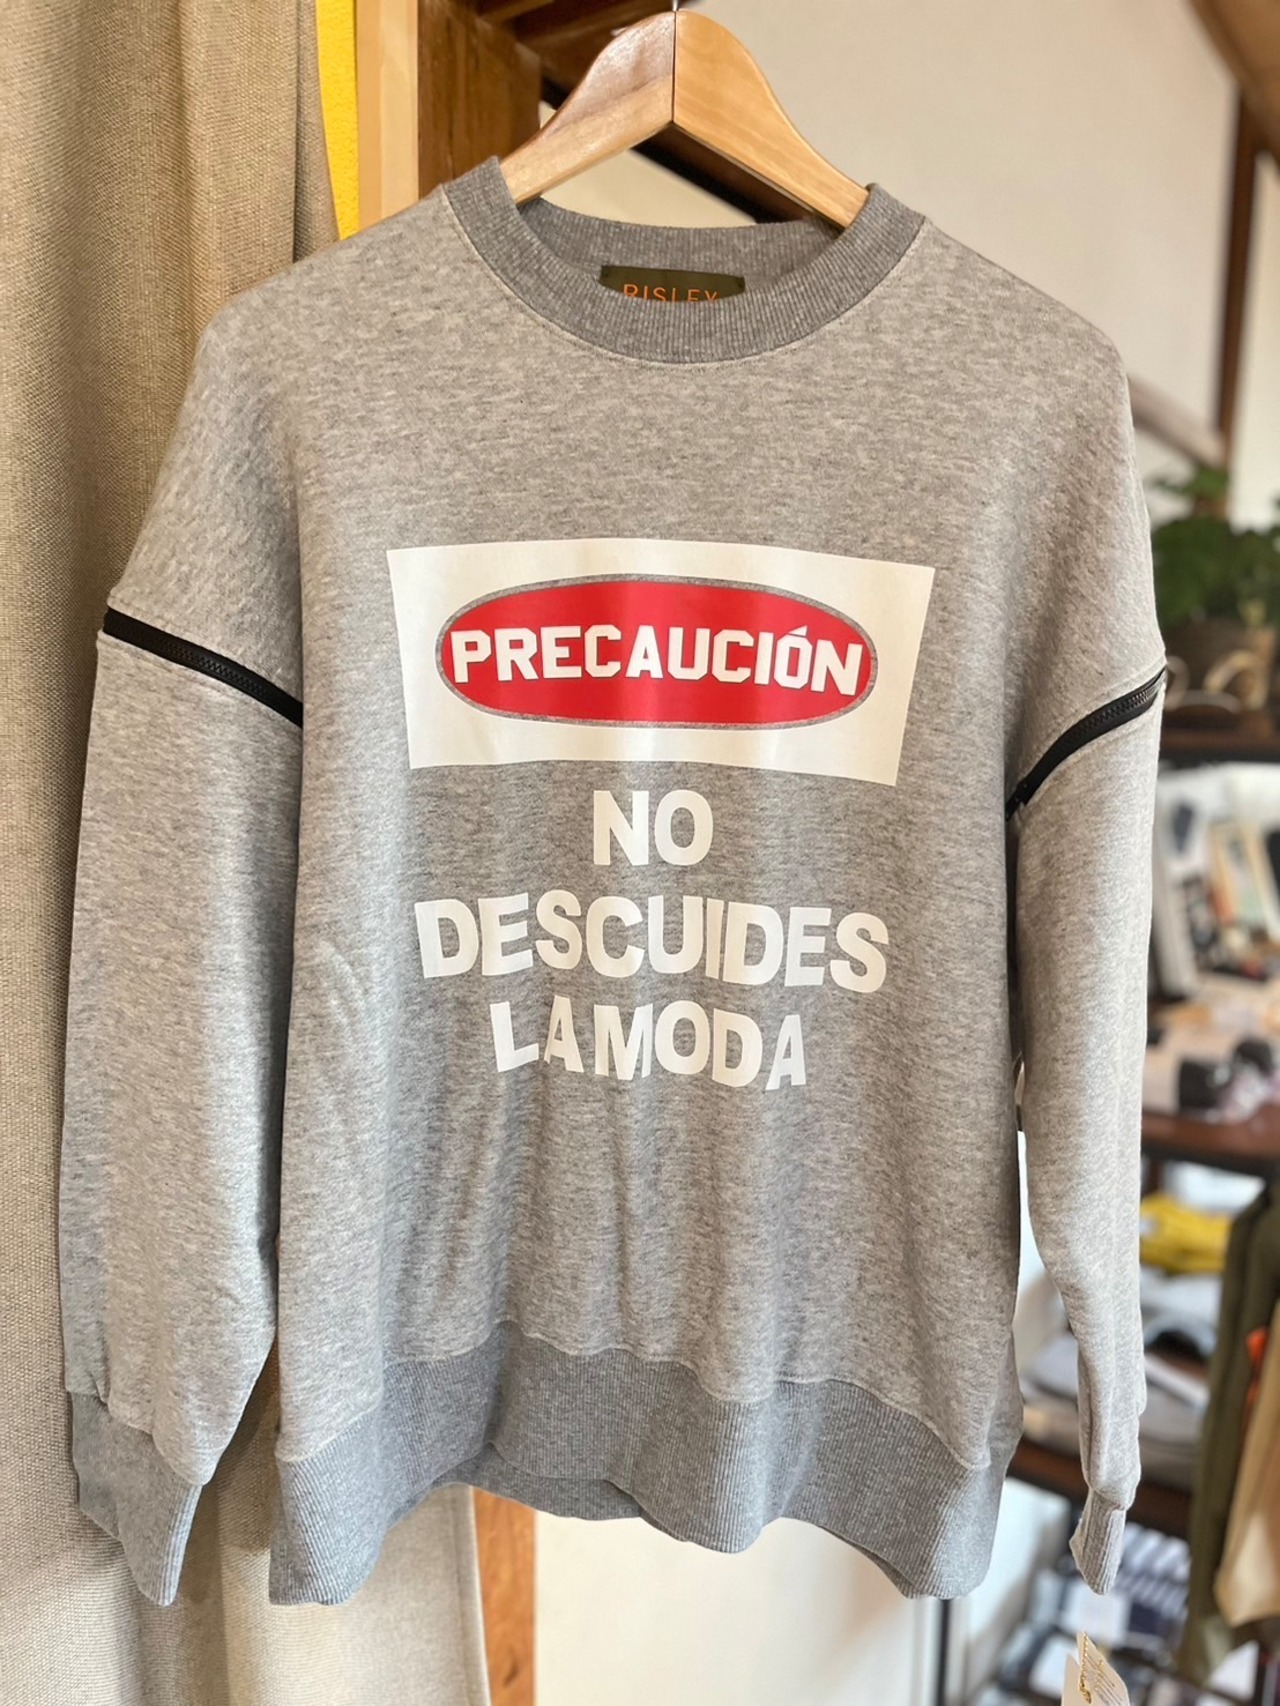 RISLEY
PRECAUCIÓN
NO
DESCUIDES
LA MODA